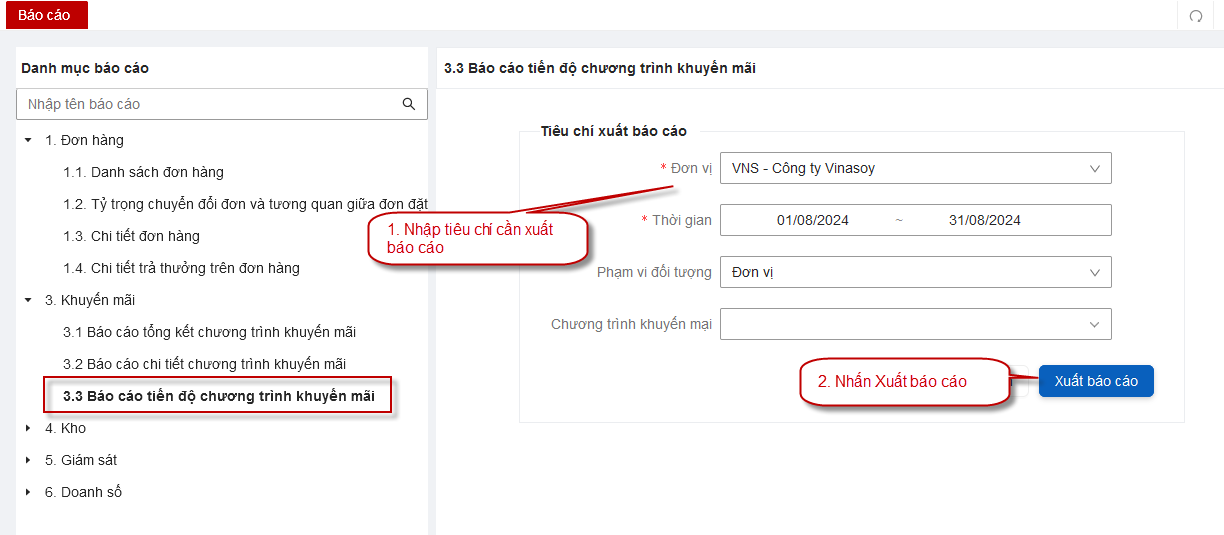 Báo cáo
Danh mục báo cáo
Nhập tên báo cáo
1. Đơn hàng
1.1. Danh sách đơn hàng
1.2. Tỷ trọng chuyển đổi đơn và tương quan giữa đơn đặt
1.3. Chi tiết đơn hàng
1.4. Chi tiết trả thưởng trên đơn hàng
3. Khuyến mãi
3.1 Báo cáo tổng kết chương trình khuyến mãi
3.2 Báo cáo chi tiết chương trình khuyến mãi
3.3 Báo cáo tiến độ chương trình khuyến mãi
4. Kho
5. Giám sát
6. Doanh số
3.3 Báo cáo tiến độ chương trình khuyến mãi
Tiêu chí xuất báo cáo
* Đơn vị
VNS - Công ty Vinasoy
1. Nhập tiêu chí cần xuất
báo cáo
* Thời gian
01/08/2024 ~ 31/08/2024
Phạm vi đối tượng
Đơn vị
Chương trình khuyến mại
2. Nhấn Xuất báo cáo
Xuất báo cáo